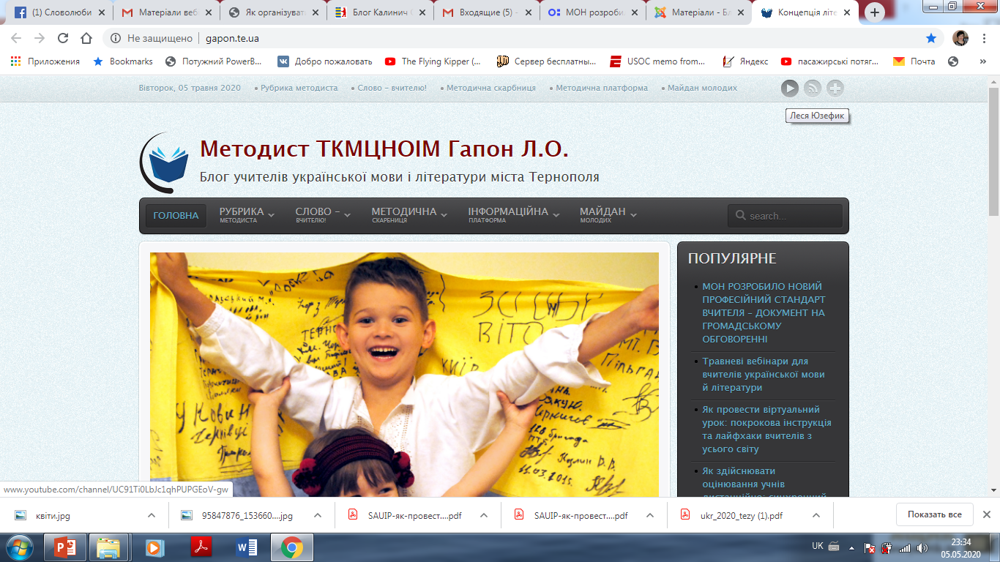 (1) Словолюби
Матеріали веб
Як організуват
Блог Калинич
Входящие (5) -
МОН розроби
Матеріали - Бл
Концепція літе
Не защищено
gapon.te.ua
Приложения
Bookmarks
Потужний PowerB...
Добро пожаловать
The Flying Kipper (...
Сервер бесплатны...
USOC memo from...
Яндекс
пасажирські потяг...
Почта
»
Вівторок, 05 травня 2020
Рубрика методиста
Слово - вчителю!
Методична скарбниця
Методична платформа
Майдан молодих
Леся Юзефик
Методист ТКМЦНОІМ Гапон Л.О.
Блог учителів української мови і літератури міста Тернополя
ГОЛОВНА
РУБРИКА
МЕТОДИСТА
СЛОВО -
ВЧИТЕЛЮ!
МЕТОДИЧНА
СКАРБНИЦЯ
ІНФОРМАЦІЙНА
ПЛАТФОРМА
МАЙДАН
МОЛОДИХ
search...
ПОПУЛЯРНЕ
МОН РОЗРОБИЛО НОВИЙ
ПРОФЕСІЙНИЙ СТАНДАРТ
ВЧИТЕЛЯ – ДОКУМЕНТ НА
ГРОМАДСЬКОМУ
ОБГОВОРЕННІ
Травневі вебінари для
вчителів української мови
й літератури
Як провести віртуальний
урок: покрокова інструкція
та лайфхаки вчителів з
усього світу
Як здійснювати
оцінювання учнів
дистанційно: синхронний
КИЇВ
бригада
11.03.2015.
www.youtube.com/channel/UC91Ti0LbJc1qhPUPGEoV-gw
квіти.jpg
95847876_153660....jpg
SAUIP-як-провест....pdf
SAUIP-як-провест....pdf
ukr_2020_tezy (1).pdf
Показать все
UK
23:34
05.05.2020